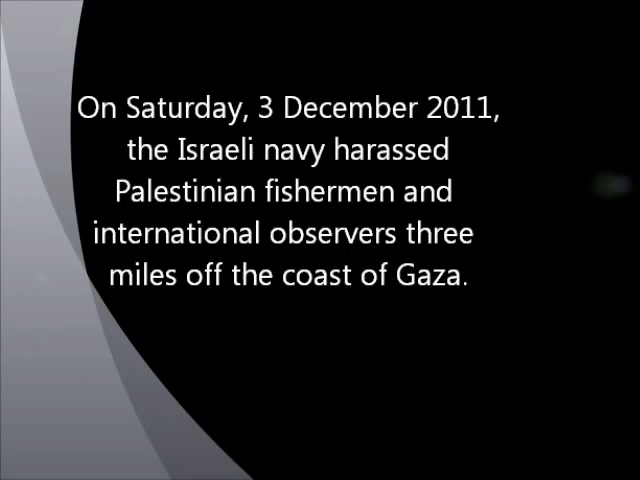 On Saturday, 3 December 2011,
the Israeli navy harassed
Palestinian fishermen and
international observers three
miles off the coast of Gaza.